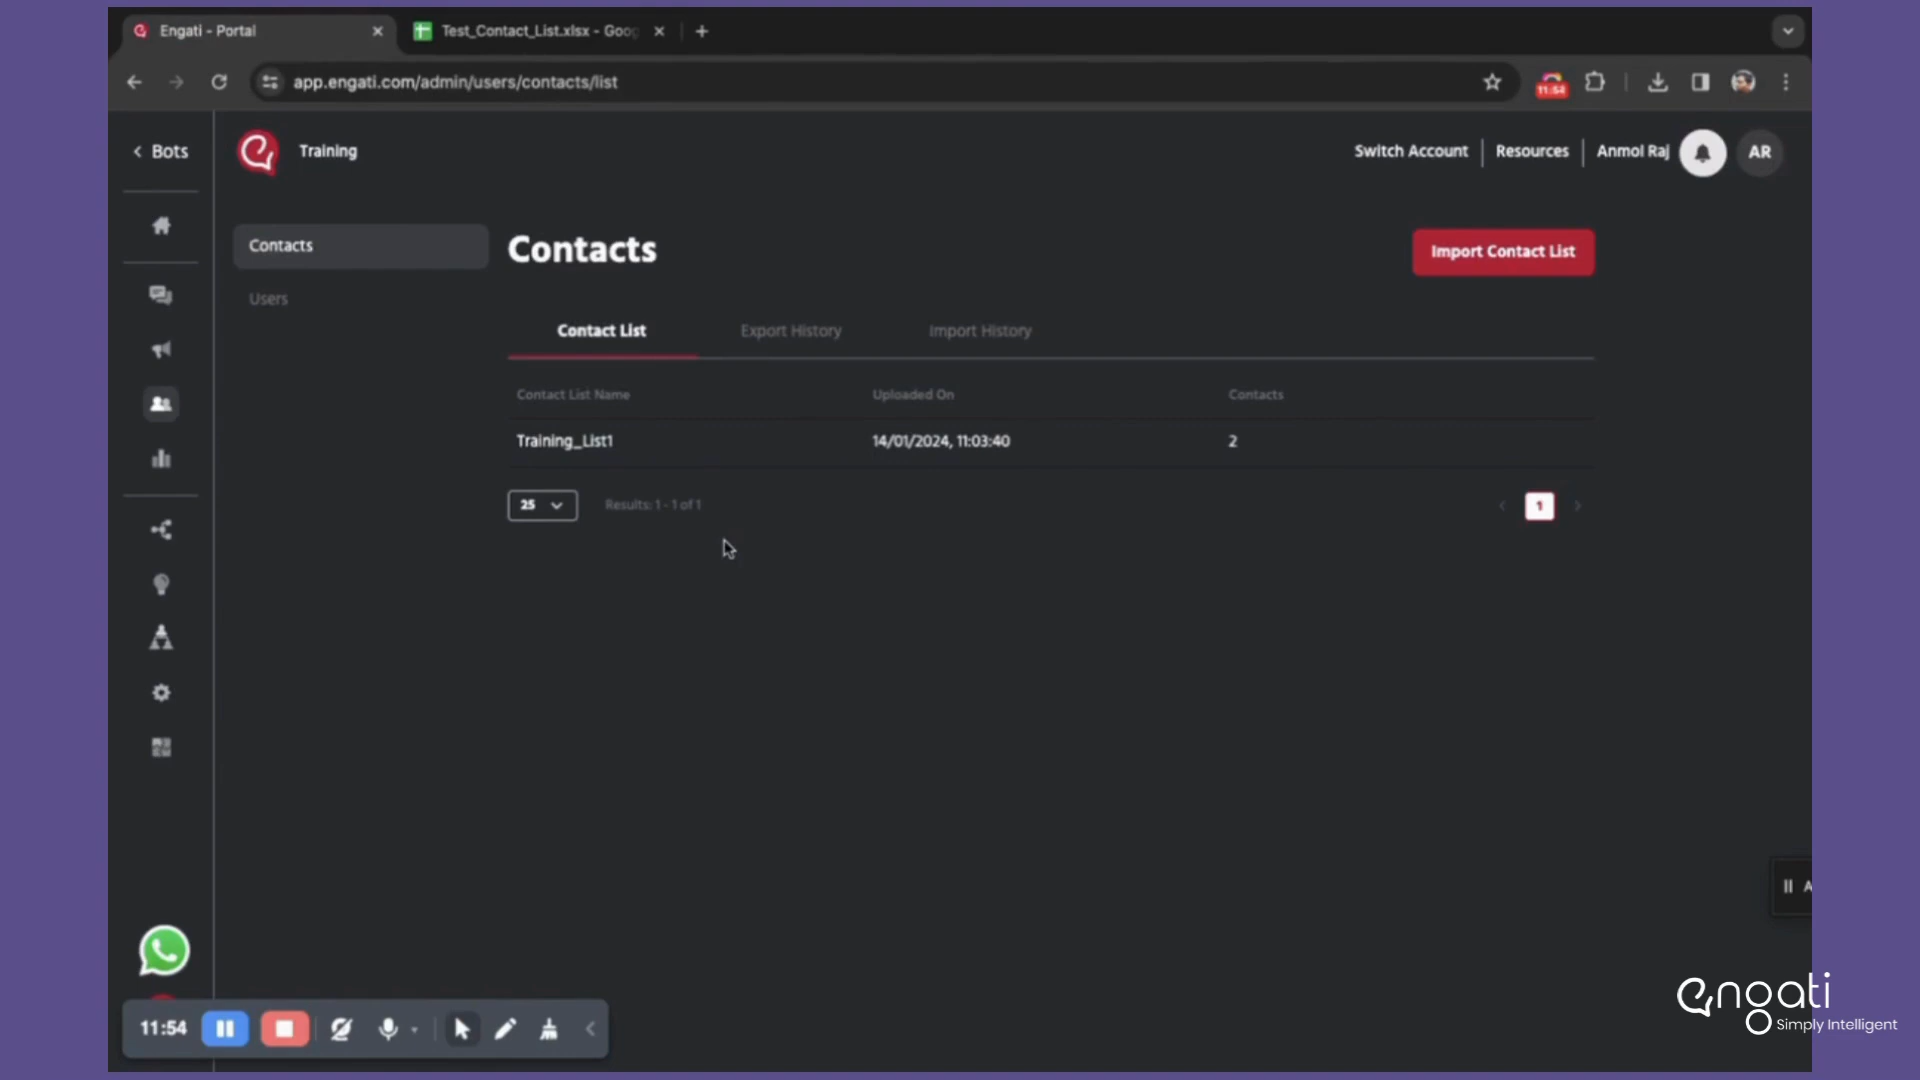 Engati - Portal
Test_Contact_List.xlsx - Goog
app.engati.com/admin/users/contacts/list
11:54
Bots
Training
Switch Account
Resources
Anmol Raj
AR
Contacts
Users
Contacts
Import Contact List
Contact List
Export History
Import History
Contact List Name
Uploaded On
Contacts
Training_List1
14/01/2024, 11:03:40
2
25
Results: 1 - 1 of 1
1
A
11:54
engati
Simply Intelligent